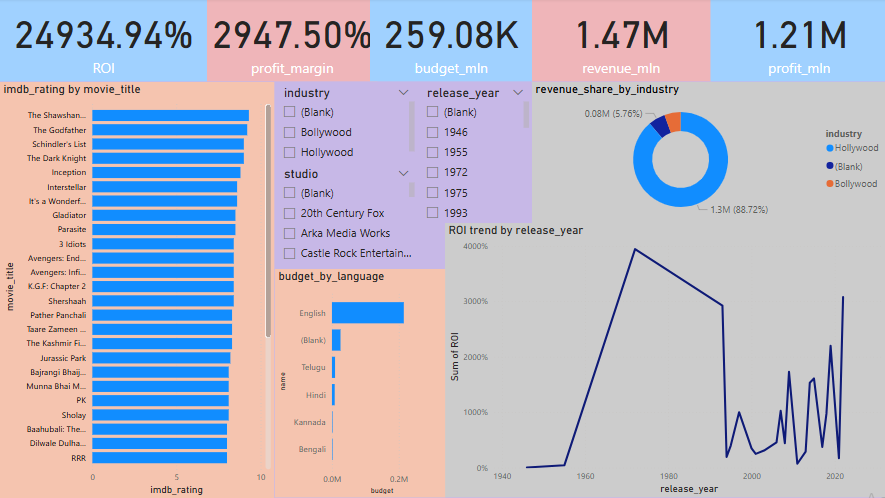 24934.94%
ROI
2947.50%
profit_margin
259.08K
budget_mln
1.47M
revenue_mln
1.21M
profit_mln
imdb_rating by movie_title
movie_title
The Shawshan...
The Godfather
Schindler's List
The Dark Knight
Inception
Interstellar
It's a Wonderf...
Gladiator
Parasite
3 Idiots
Avengers: End...
Avengers: Infi...
K.G.F: Chapter 2
Shershaah
Pather Panchali
Taare Zameen ...
The Kashmir Fi...
Jurassic Park
Bajrangi Bhaij...
Munna Bhai M...
PK
Sholay
Baahubali: The...
Dilwale Dulha...
RRR
0 5 10
imdb_rating
industry
(Blank)
Bollywood
Hollywood
studio
(Blank)
20th Century Fox
Arka Media Works
Castle Rock Entertain...
release_year
(Blank)
1946
1955
1972
1975
1993
budget_by_language
name
English
(Blank)
Telugu
Hindi
Kannada
Bengali
0.0M 0.2M
budget
revenue_share_by_industry
0.08M (5.76%)
1.3M (88.72%)
industry
Hollywood
(Blank)
Bollywood
ROI trend by release_year
Sum of ROI
4000%
3000%
2000%
1000%
0%
1940 1960 1980 2000 2020
release_year